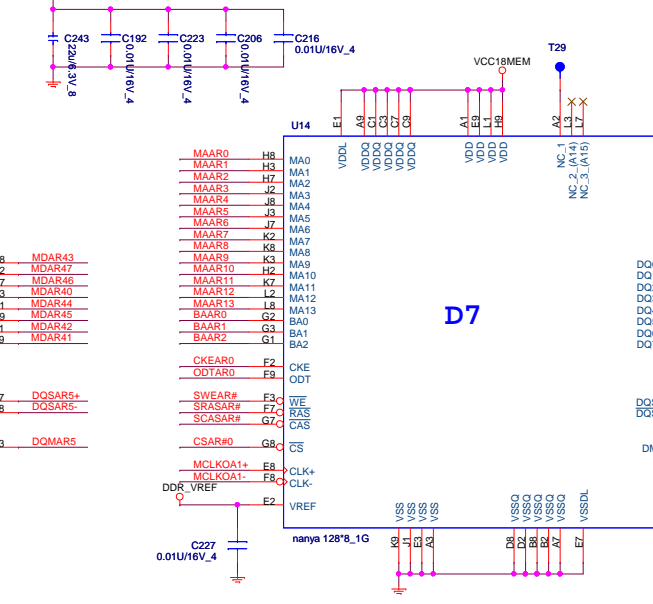 C243
22u/6.3V_8
C192
0.01U/16V_4
C223
0.01U/16V_4
C206
0.01U/16V_4
C216
0.01U/16V_4
T29
VCC18MEM
U14
E1
A9
C1
C3
C7
C9
A1
E9
L1
H9
A2
L3
L7
VDDL
VDDQ
VDDQ
VDDQ
VDDQ
VDDQ
VDD
VDD
VDD
VDD
NC_1
NC_2_(A14)
NC_3_(A15)
MAAR0 H8 MA0
MAAR1 H3 MA1
MAAR2 H7 MA2
MAAR3 J2 MA3
MAAR4 J8 MA4
MAAR5 J3 MA5
MAAR6 J7 MA6
MAAR7 K2 MA7
MAAR8 K8 MA8
MAAR9 K3 MA9
MAAR10 H2 MA10
MAAR11 K7 MA11
MAAR12 L2 MA12
MAAR13 L8 MA13
BAAR0 G2 BA0
BAAR1 G3 BA1
BAAR2 G1 BA2
CKEAR0 F2 CKE
ODTAR0 F9 ODT
SWEAR# F3 WE
SRASAR# F7 RAS
SCASAR# G7 CAS
CSAR#0 G8 CS
MCLKOA1+ E8 CLK+
MCLKOA1- F8 CLK-
DDR_VREF
E2 VREF
MDAR43
MDAR47
MDAR46
MDAR40
MDAR44
MDAR45
MDAR42
MDAR41
DQSAR5+
DQSAR5-
DQMAR5
D7
C227
0.01U/16V_4
nanya 128*8_1G
VSS
VSS
VSS
VSS
VSSQ
VSSQ
VSSQ
VSSQ
VSSQ
VSSDL
K9
J1
E3
A3
D8
D2
B8
B2
A7
E7